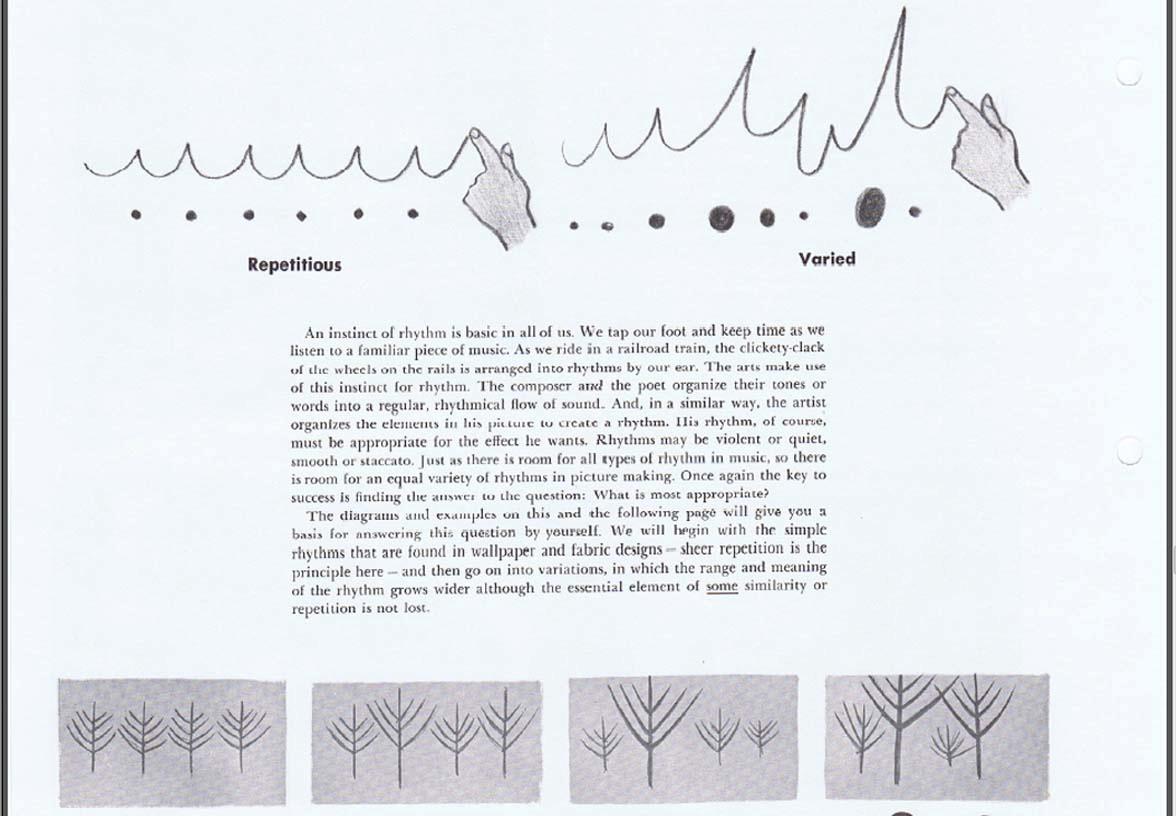 Repetitious
Varied
An instinct of rhythm is basic in all of us. We tap our foot and keep time as we
listen to a familiar piece of music. As we ride in a railroad train, the clickety-clack
of the wheels on the rails is arranged into rhythms by our ear. The arts make use
of this instinct for rhythm. The composer and the poet organize their tones or
words into a regular, rhythmical flow of sound. And, in a similar way, the artist
organizes the elements in his picture to create a rhythm. His rhythm, of course,
must be appropriate for the effect he wants. Rhythms may be violent or quiet,
smooth or staccato. Just as there is room for all types of rhythm in music, so there
is room for an equal variety of rhythms in picture making. Once again the key to
success is finding the answer to the question: What is most appropriate?
The diagrams and examples on this and the following page will give you a
basis for answering this question by yourself. We will begin with the simple
rhythms that are found in wallpaper and fabric designs – sheer repetition is the
principle here – and then go on into variations, in which the range and meaning
of the rhythm grows wider although the essential element of some similarity or
repetition is not lost.